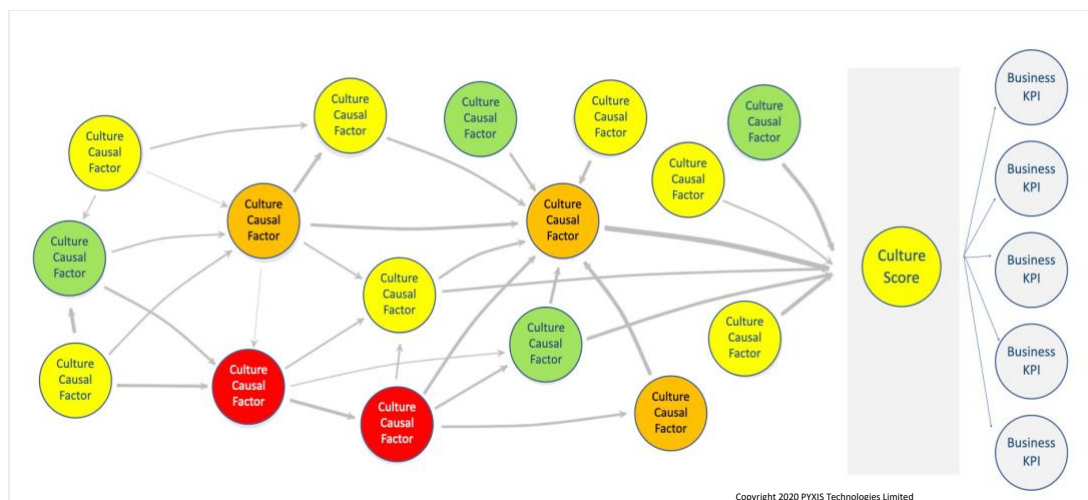 Culture
Causal
Factor
Culture
Causal
Factor
Culture
Causal
Factor
Culture
Causal
Factor
Culture
Causal
Factor
Culture
Causal
Factor
Culture
Causal
Factor
Culture
Causal
Factor
Culture
Causal
Factor
Culture
Causal
Factor
Culture
Causal
Factor
Culture
Causal
Factor
Culture
Causal
Factor
Culture
Causal
Factor
Culture
Causal
Factor
Culture
Causal
Factor
Culture
Causal
Factor
Culture
Score
Business
KPI
Business
KPI
Business
KPI
Business
KPI
Business
KPI
Copyright 2020 PYXIS Technologies Limited